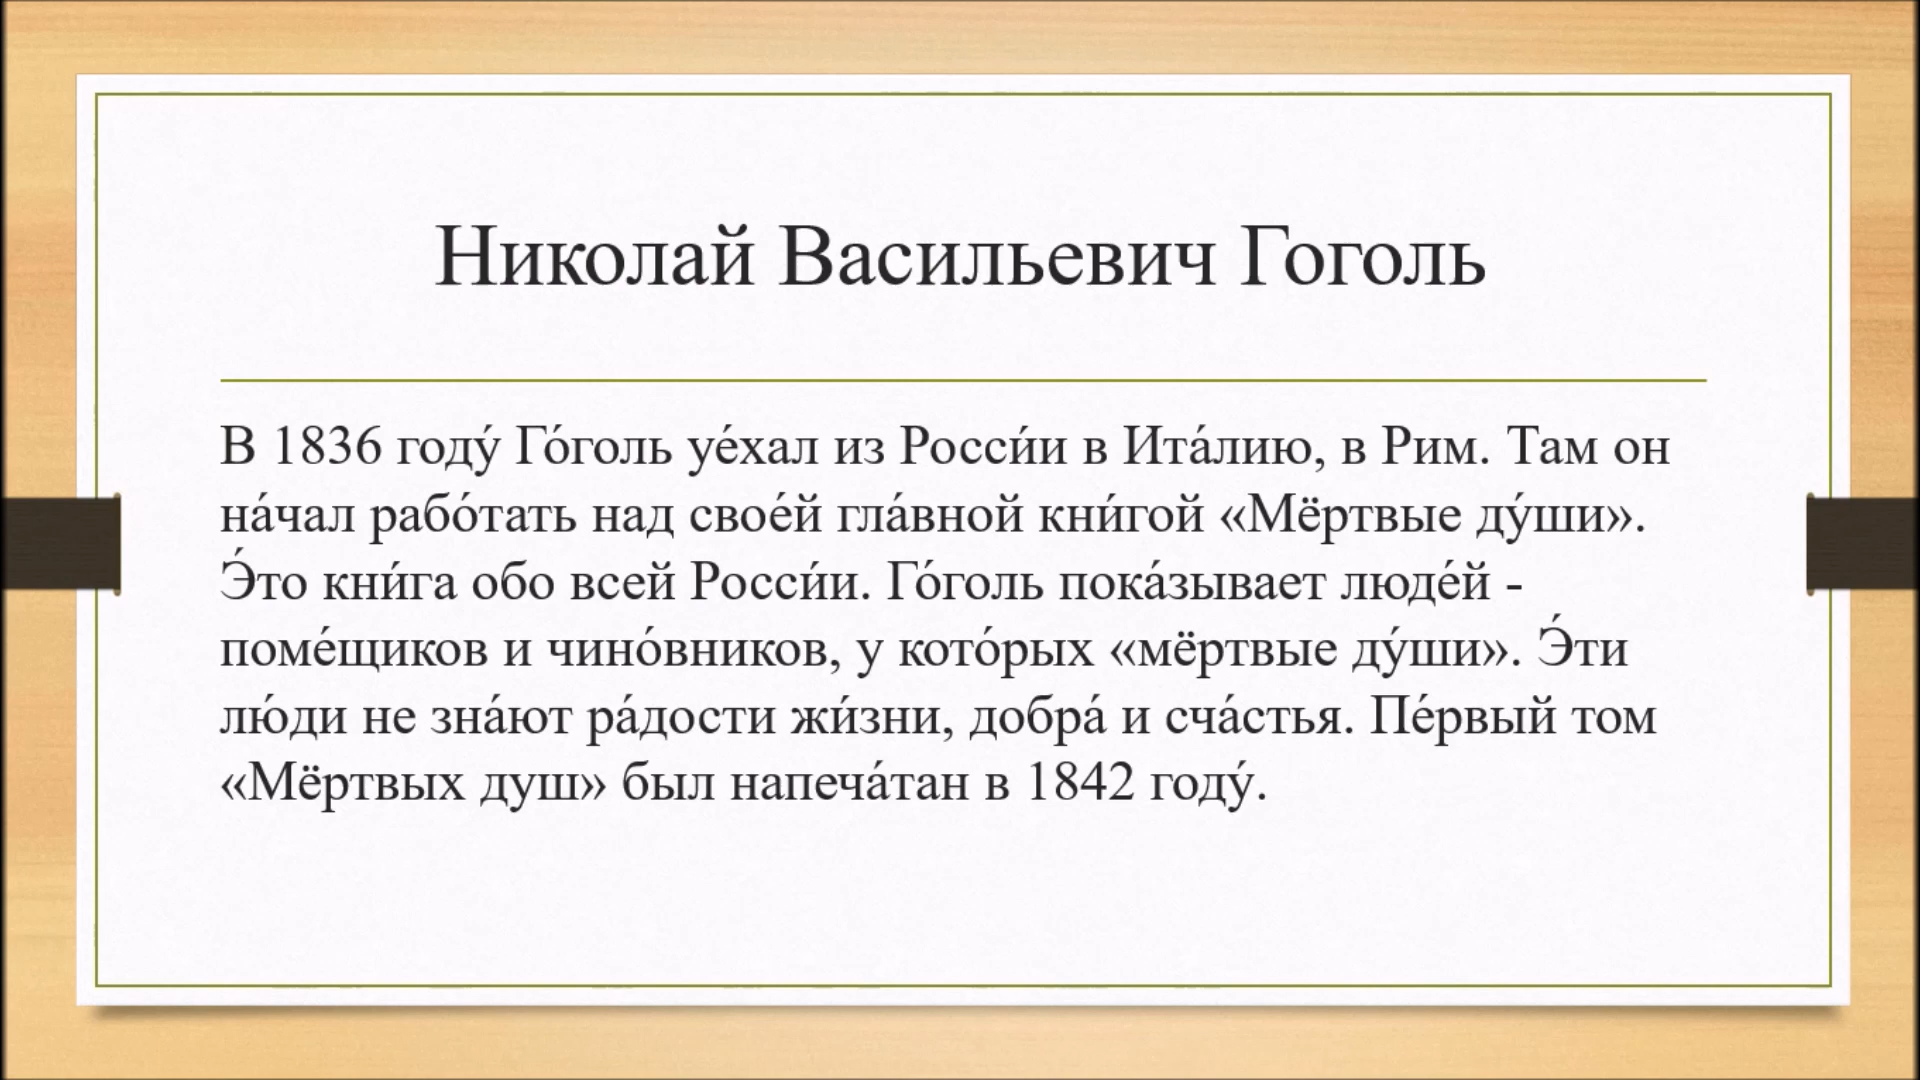 Николай Васильевич Гоголь
В 1836 году́ Го́голь уе́хал из Росси́и в Ита́лию, в Рим. Там он
на́чал рабо́тать над свое́й гла́вной кни́гой «Мёртвые ду́ши».
Э́то кни́га обо всей Росси́и. Го́голь пока́зывает люде́й -
поме́щиков и чино́вников, у кото́рых «мёртвые ду́ши». Э́ти
лю́ди не зна́ют ра́дости жи́зни, добра́ и сча́стья. Пе́рвый том
«Мёртвых душ» был напеча́тан в 1842 году́.